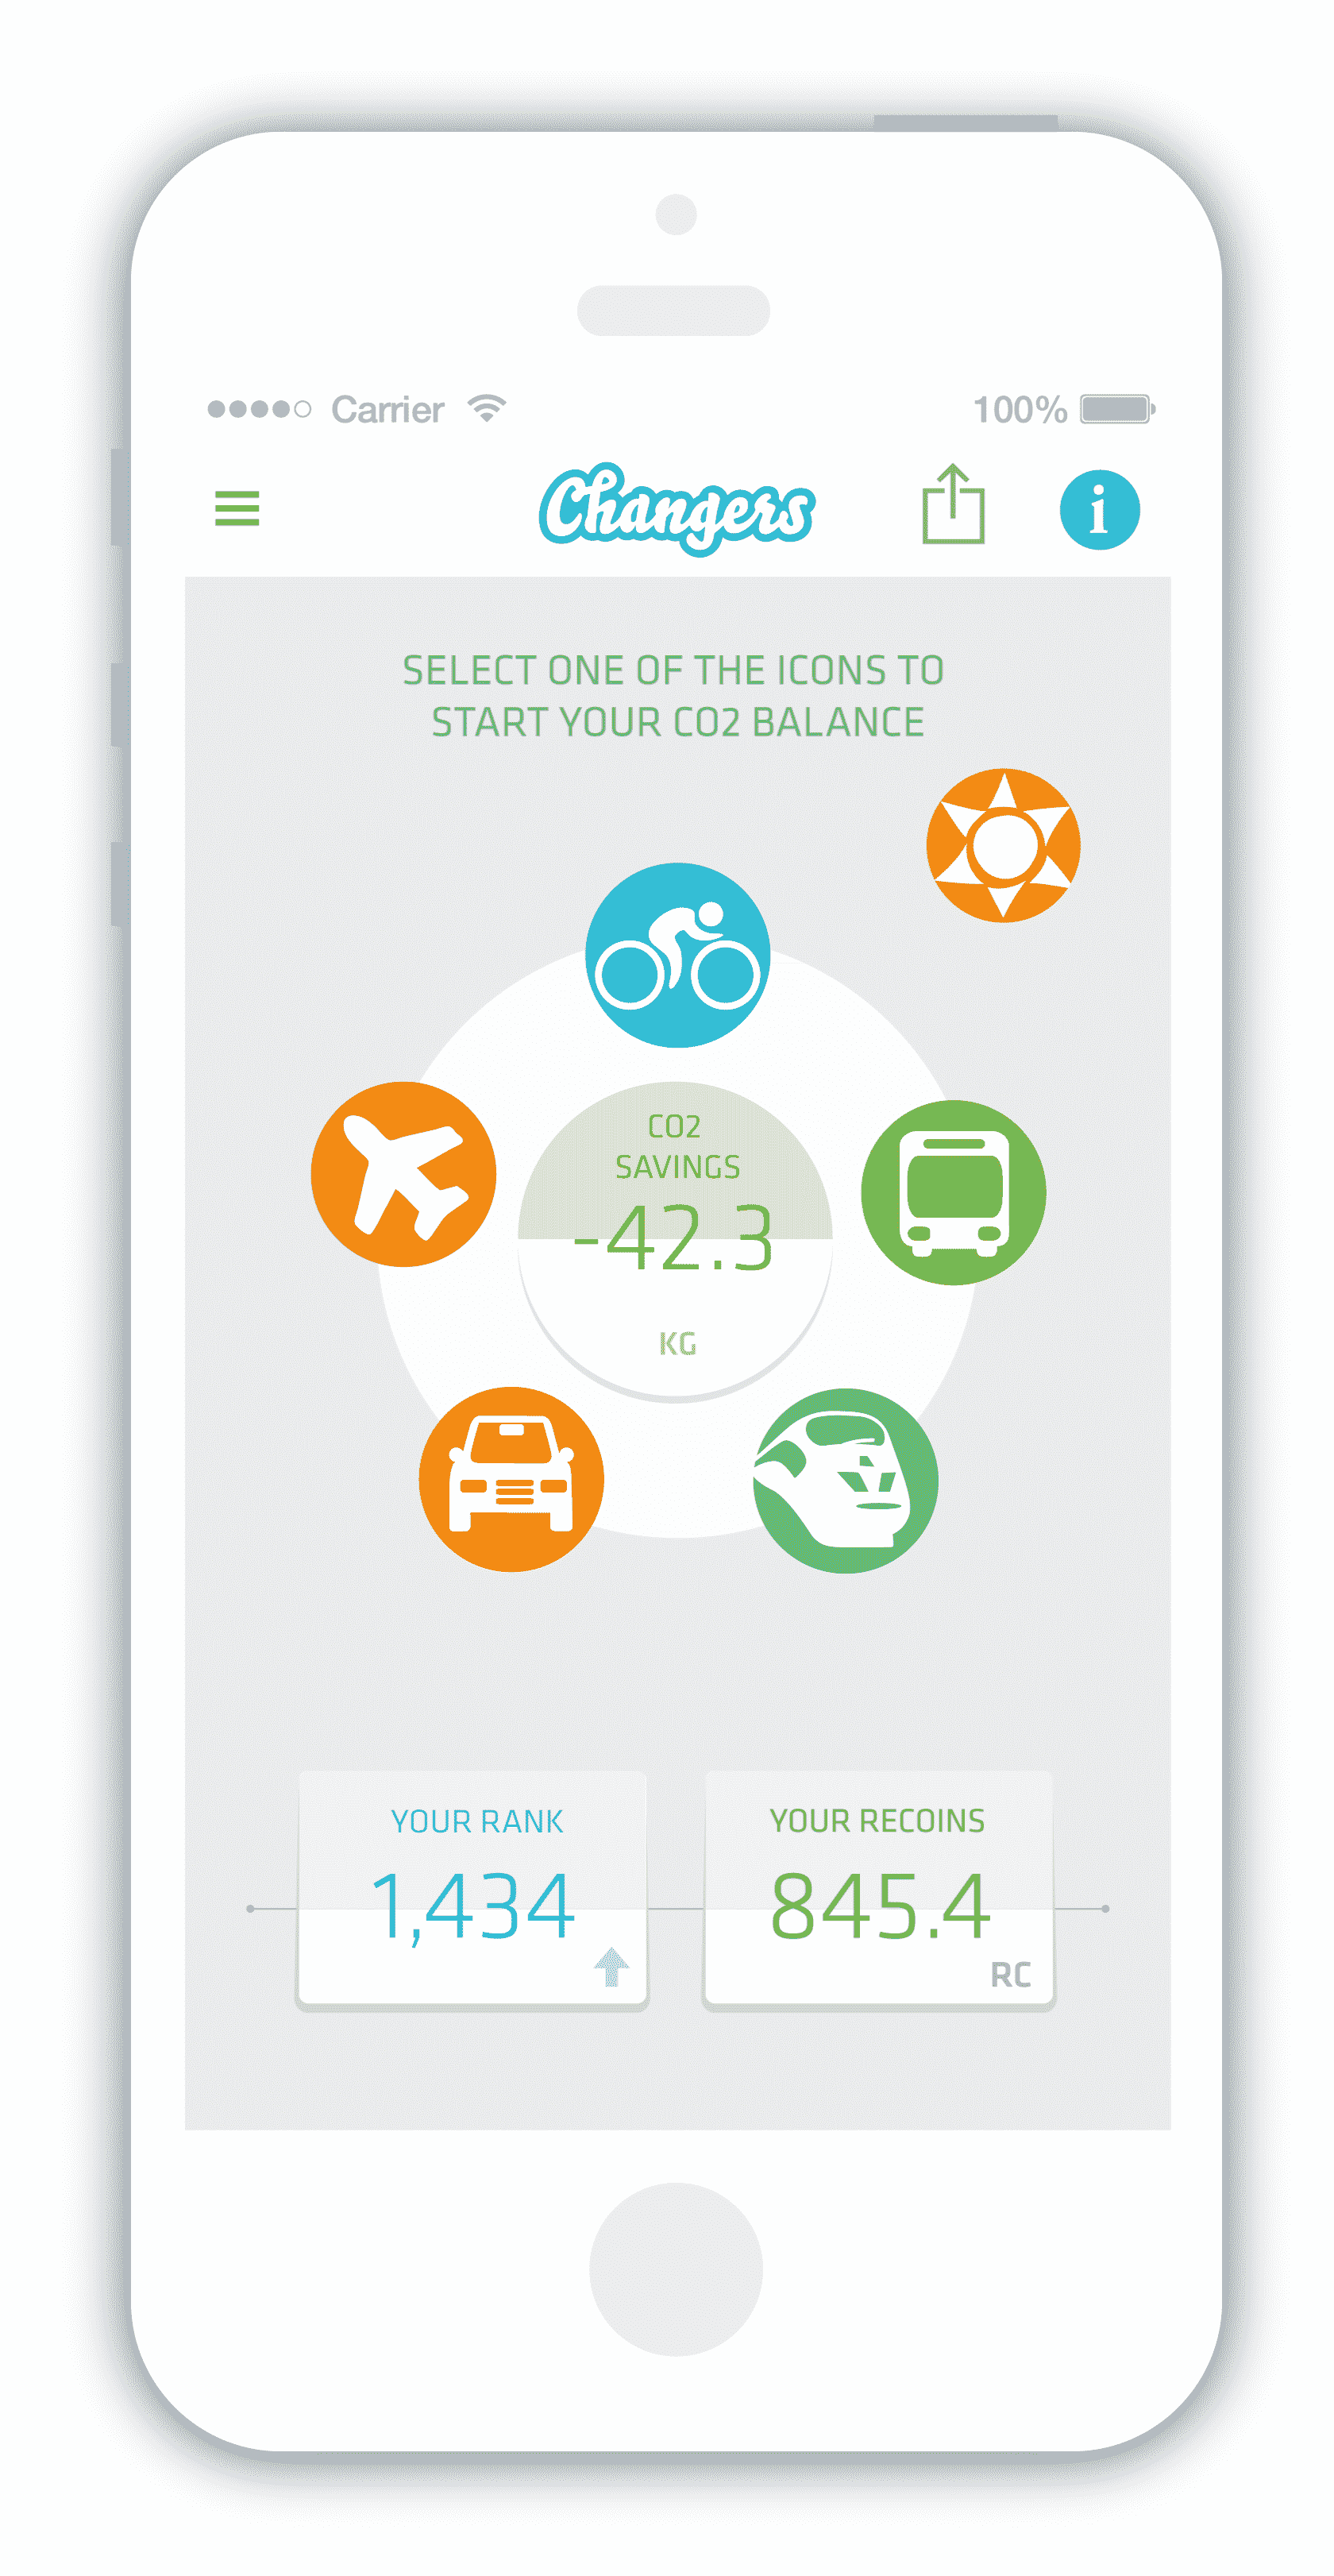 Carrier 100%
Changers
i
SELECT ONE OF THE ICONS TO
START YOUR CO2 BALANCE
CO2
SAVINGS
-42.3
KG
YOUR RANK
1,434
YOUR RECOINS
845.4
RC